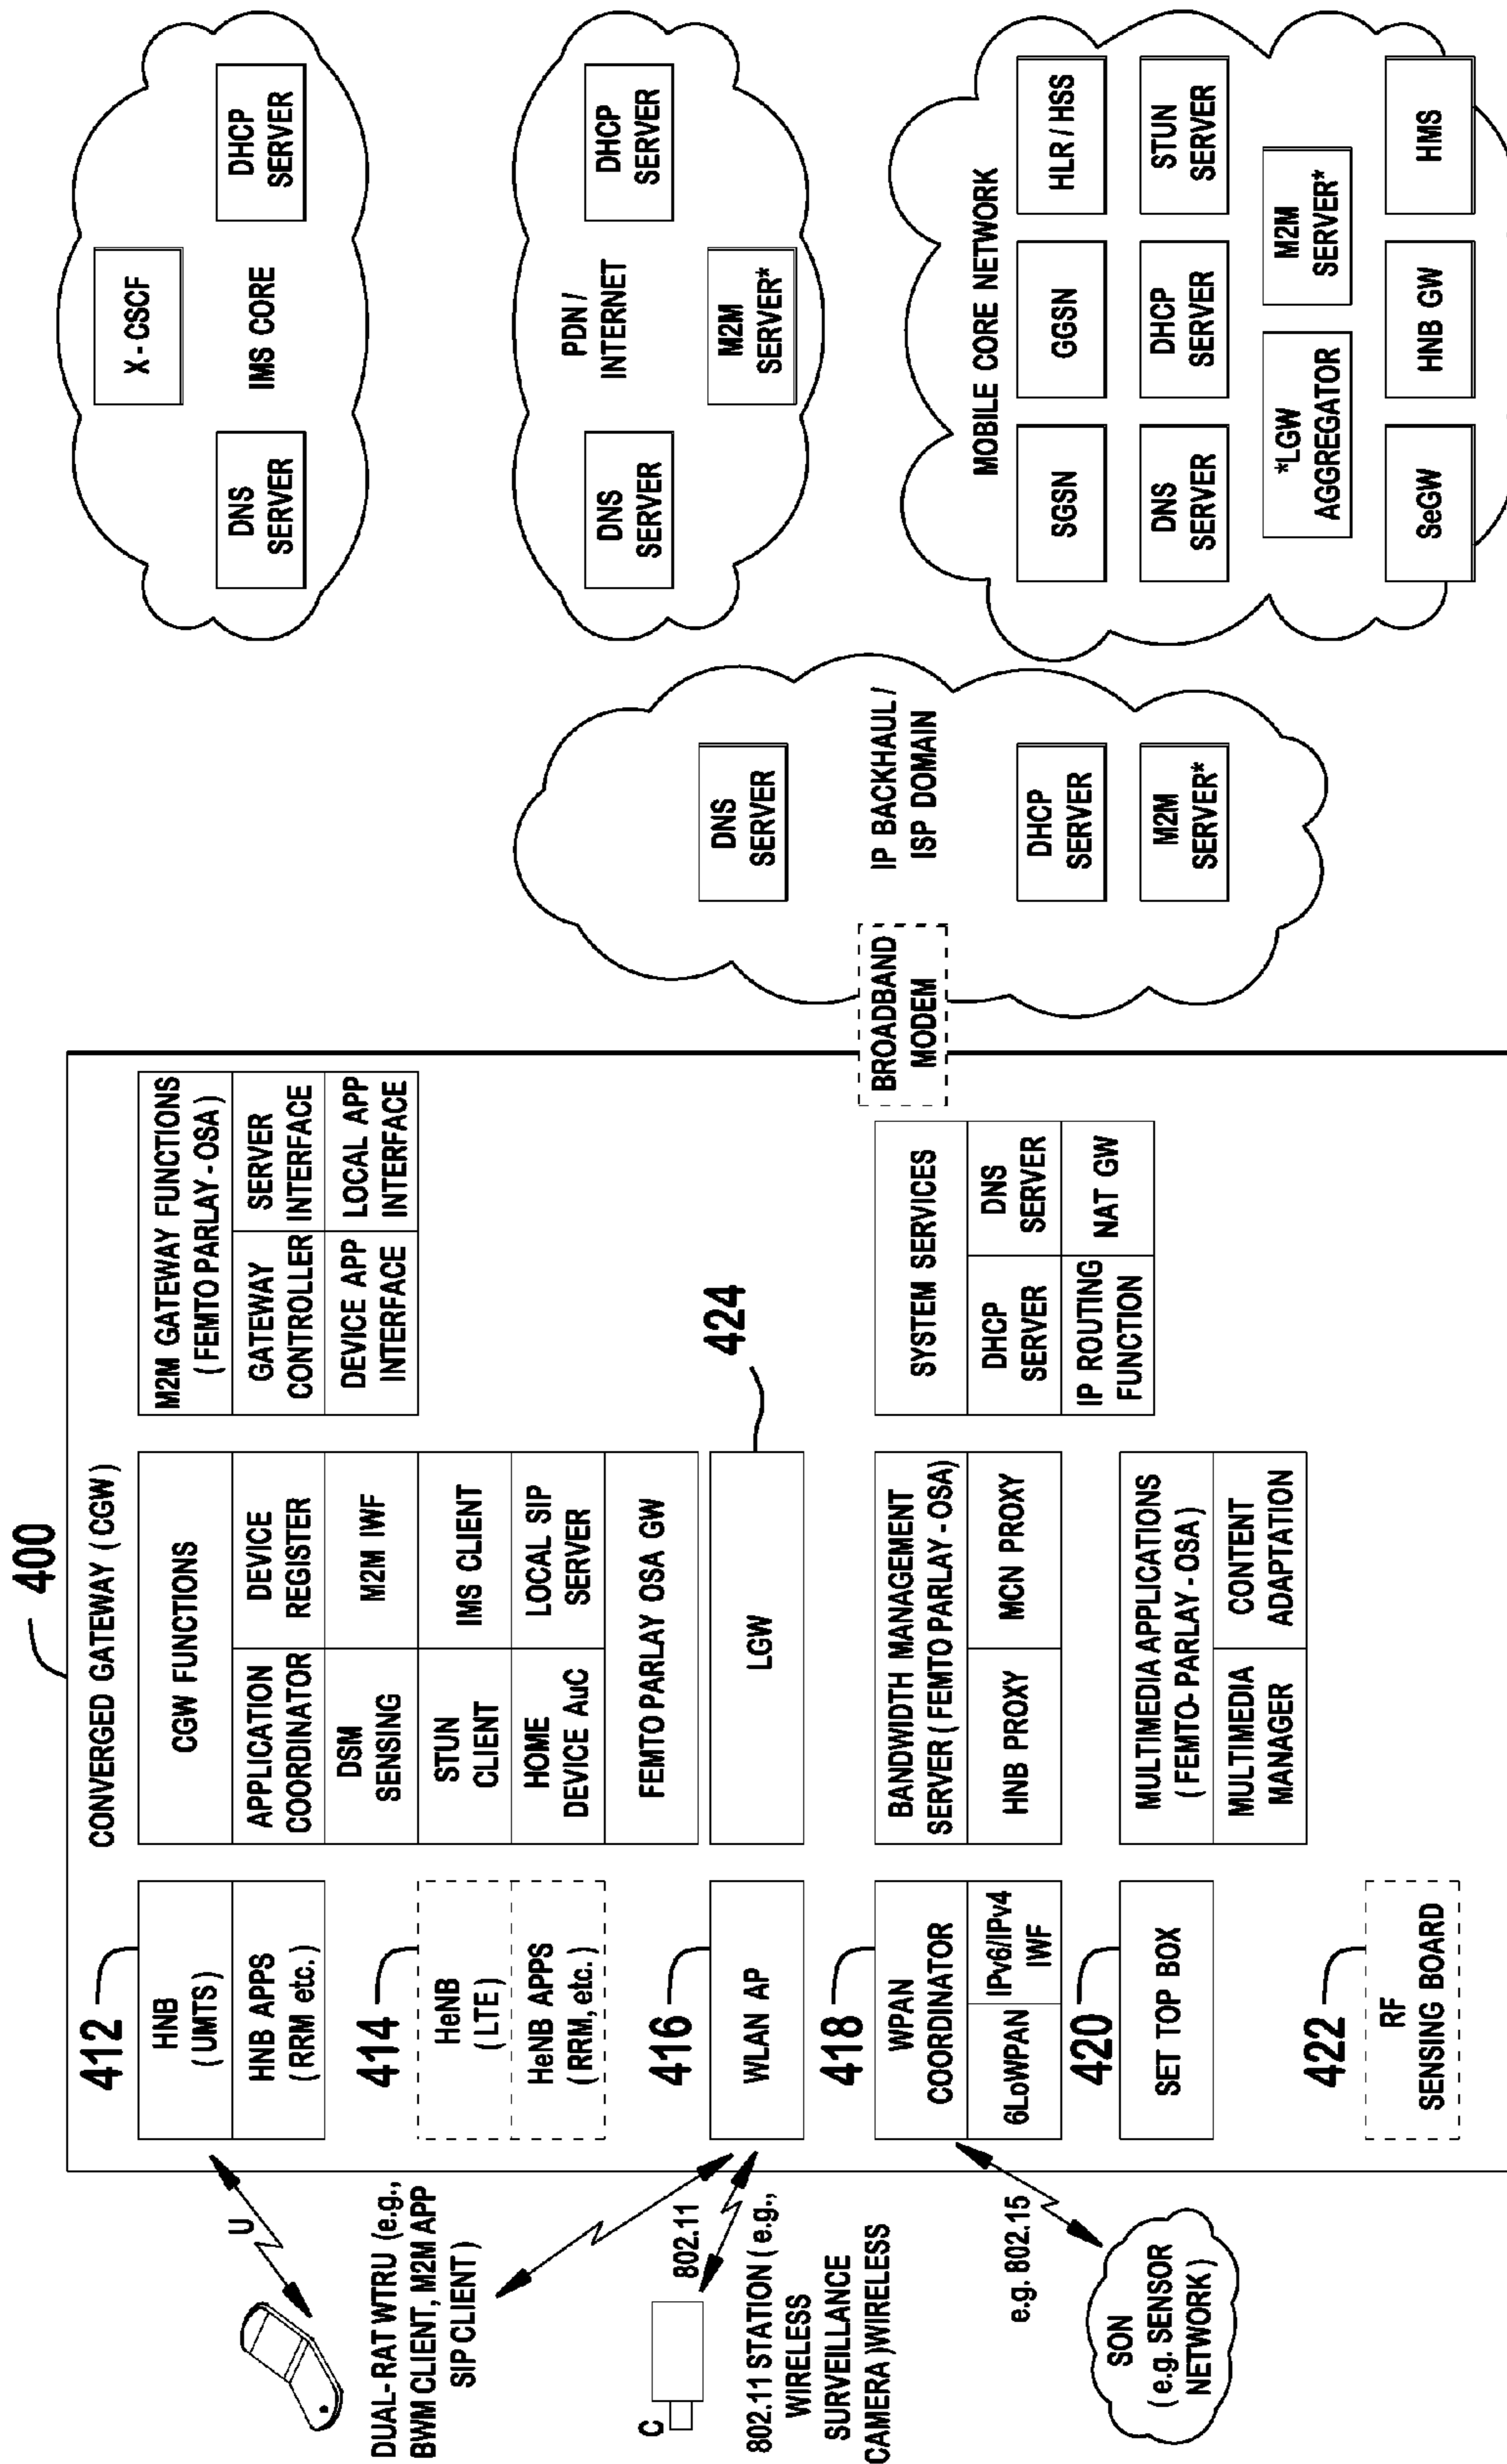 400
CONVERGED GATEWAY ( CGW )
412
HNB
( UMTS )
HNB APPS
( RRM etc. )
414
HeNB
( LTE )
HeNB APPS
( RRM, etc. )
416
WLAN AP
418
WPAN
COORDINATOR
6LoWPAN
IPv6/IPv4
IWF
420
SET TOP BOX
422
RF
SENSING BOARD
U
DUAL- RAT WTRU (e.g.,
BWM CLIENT, M2M APP
SIP CLIENT )
C
802.11
802.11 STATION ( e.g.,
WIRELESS
SURVEILLANCE
CAMERA )WIRELESS
e.g. 802.15
SON
( e.g. SENSOR
NETWORK )
CGW FUNCTIONS
APPLICATION
COORDINATOR
DEVICE
REGISTER
DSM
SENSING
M2M IWF
STUN
CLIENT
IMS CLIENT
HOME
DEVICE AuC
LOCAL SIP
SERVER
FEMTO PARLAY OSA GW
LGW
424
BANDWIDTH MANAGEMENT
SERVER ( FEMTO PARLAY - OSA)
HNB PROXY
MCN PROXY
MULTIMEDIA APPLICATIONS
( FEMTO- PARLAY - OSA )
MULTIMEDIA
MANAGER
CONTENT
ADAPTATION
M2M GATEWAY FUNCTIONS
( FEMTO PARLAY - OSA )
GATEWAY
CONTROLLER
SERVER
INTERFACE
DEVICE APP
INTERFACE
LOCAL APP
INTERFACE
SYSTEM SERVICES
DHCP
SERVER
DNS
SERVER
IP ROUTING
FUNCTION
NAT GW
BROADBAND
MODEM
DNS
SERVER
IP BACKHAUL /
ISP DOMAIN
DHCP
SERVER
M2M
SERVER*
X - CSCF
DNS
SERVER
IMS CORE
DHCP
SERVER
DNS
SERVER
PDN /
INTERNET
DHCP
SERVER
M2M
SERVER*
MOBILE CORE NETWORK
SGSN
GGSN
HLR / HSS
DNS
SERVER
DHCP
SERVER
STUN
SERVER
*LGW
AGGREGATOR
M2M
SERVER*
SeGW
HNB GW
HMS